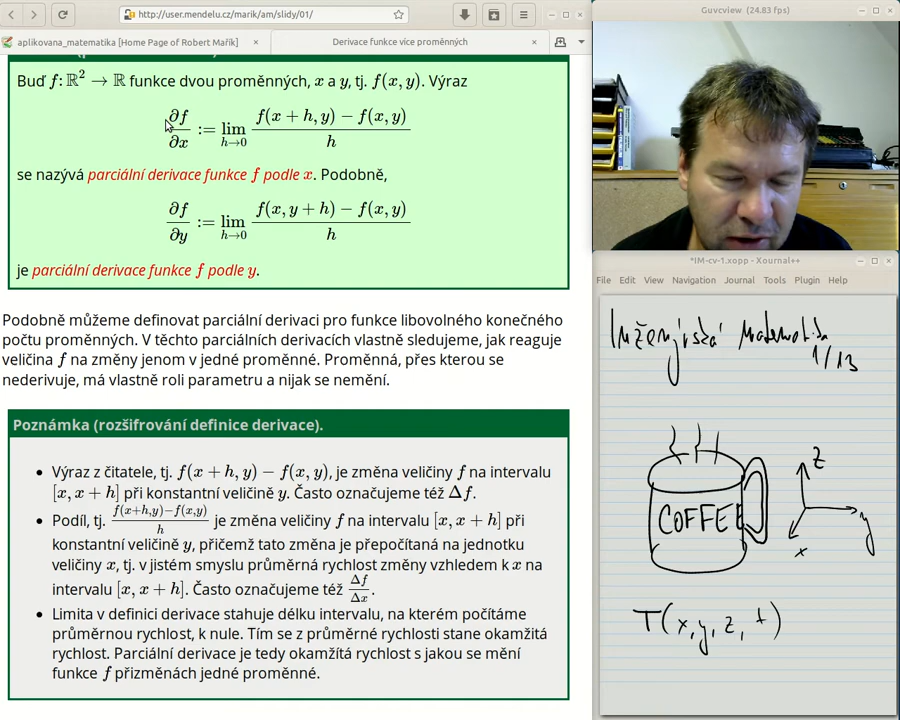 http://user.mendelu.cz/marik/am/slidy/01/
aplikovana_matematika [Home Page of Robert Mařík]
Derivace funkce více proměnných
Buď f: ℝ² → ℝ funkce dvou proměnných, x a y, tj. f(x, y). Výraz
∂f/∂x := lim h→0 (f(x + h, y) − f(x, y))/h
se nazývá parciální derivace funkce f podle x. Podobně,
∂f/∂y := lim h→0 (f(x, y + h) − f(x, y))/h
je parciální derivace funkce f podle y.
Podobně můžeme definovat parciální derivaci pro funkce libovolného konečného
počtu proměnných. V těchto parciálních derivacích vlastně sledujeme, jak reaguje
veličina f na změny jenom v jedné proměnné. Proměnná, přes kterou se
nederivuje, má vlastně roli parametru a nijak se nemění.
Poznámka (rozšifrování definice derivace).
• Výraz z čitatele, tj. f(x + h, y) − f(x, y), je změna veličiny f na intervalu
[x, x + h] při konstantní veličině y. Často označujeme též Δf.
• Podíl, tj. (f(x+h,y)−f(x,y))/h je změna veličiny f na intervalu [x, x + h] při
konstantní veličině y, přičemž tato změna je přepočítaná na jednotku
veličiny x, tj. v jistém smyslu průměrná rychlost změny vzhledem k x na
intervalu [x, x + h]. Často označujeme též Δf/Δx.
• Limita v definici derivace stahuje délku intervalu, na kterém počítáme
průměrnou rychlost, k nule. Tím se z průměrné rychlosti stane okamžitá
rychlost. Parciální derivace je tedy okamžítá rychlost s jakou se mění
funkce f přizměnách jedné proměnné.
Guvcview (24.83 fps)
*IM-cv-1.xopp - Xournal++
File Edit View Navigation Journal Tools Plugin Help
Inženýrská matematika
1/13
COFFEE
z
y
x
T(x, y, z, t)